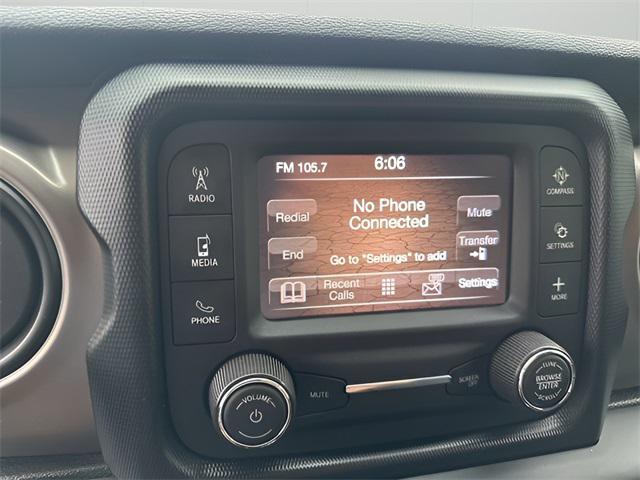 FM 105.7 6:06
RADIO
MEDIA
PHONE
Redial
End
No Phone
Connected
Go to "Settings" to add
Mute
Transfer
Recent
Calls
Settings
N
COMPASS
SETTINGS
+
MORE
VOLUME
MUTE
SCREEN
OFF
TUNE
BROWSE
ENTER
SCROLL